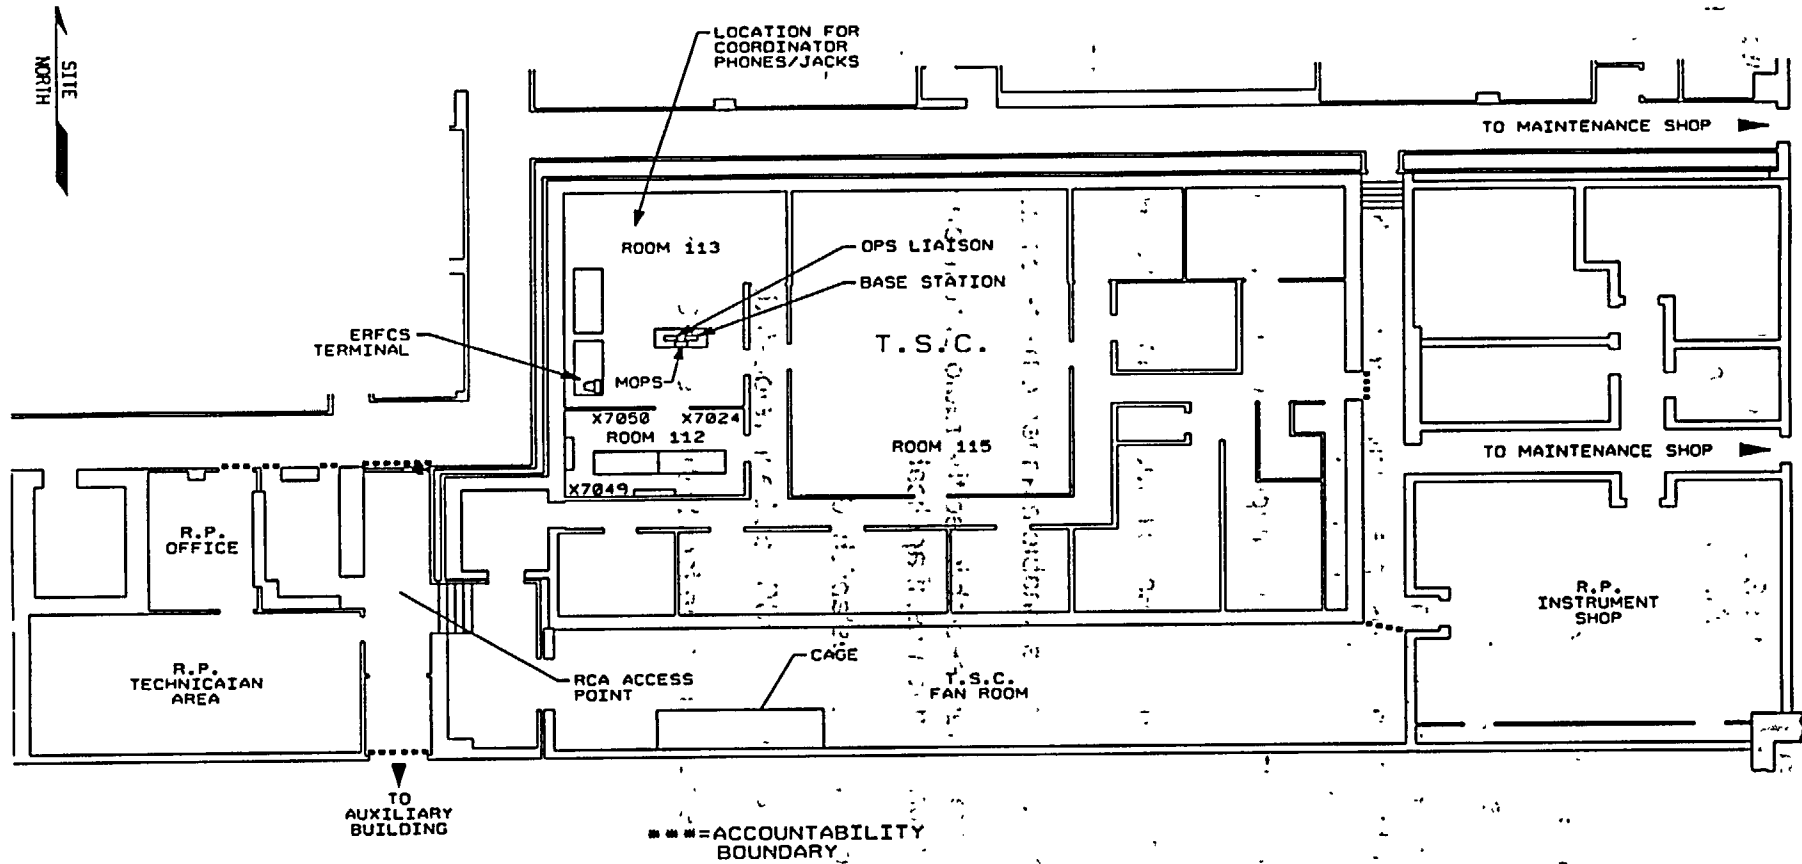 LOCATION FOR
COORDINATOR
PHONES/JACKS
SITE
NORTH
TO MAINTENANCE SHOP
ROOM 113
OPS LIAISON
BASE STATION
ERFCS
TERMINAL
T.S.C.
MOPS
X7050 X7024
ROOM 112
ROOM 115
TO MAINTENANCE SHOP
X7049
R.P.
OFFICE
R.P.
INSTRUMENT
SHOP
R.P.
TECHNICAIAN
AREA
CAGE
RCA ACCESS
POINT
T.S.C.
FAN ROOM
TO
AUXILIARY
BUILDING
***=ACCOUNTABILITY
BOUNDARY